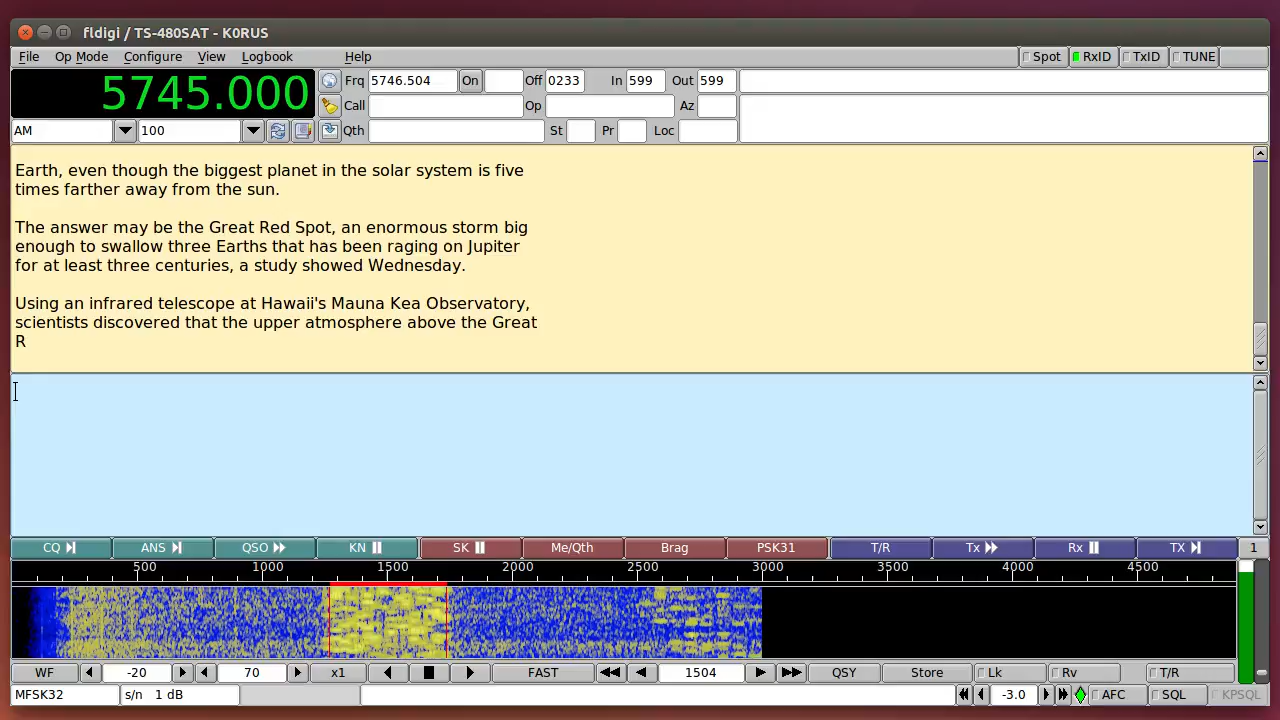 fldigi / TS-480SAT - K0RUS
File Op Mode Configure View Logbook Help Spot RxID TxID TUNE
5745.000 Frq 5746.504 On Off 0233 In 599 Out 599
Call Op Az
AM 100 Qth St Pr Loc
Earth, even though the biggest planet in the solar system is five
times farther away from the sun.
The answer may be the Great Red Spot, an enormous storm big
enough to swallow three Earths that has been raging on Jupiter
for at least three centuries, a study showed Wednesday.
Using an infrared telescope at Hawaii's Mauna Kea Observatory,
scientists discovered that the upper atmosphere above the Great
R
CQ ANS QSO KN SK Me/Qth Brag PSK31 T/R Tx Rx TX 1
500 1000 1500 2000 2500 3000 3500 4000 4500
WF -20 70 x1 FAST 1504 QSY Store Lk Rv T/R
MFSK32 s/n 1 dB -3.0 AFC SQL KPSQL